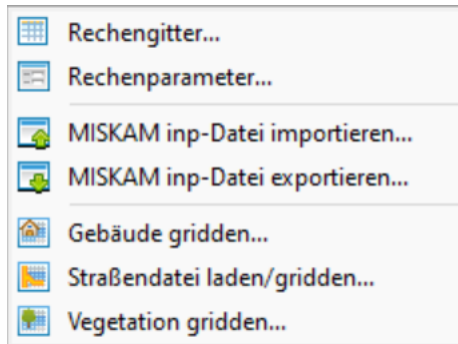 Rechengitter...
Rechenparameter...
MISKAM inp-Datei importieren...
MISKAM inp-Datei exportieren...
Gebäude gridden...
Straßendatei laden/gridden...
Vegetation gridden...